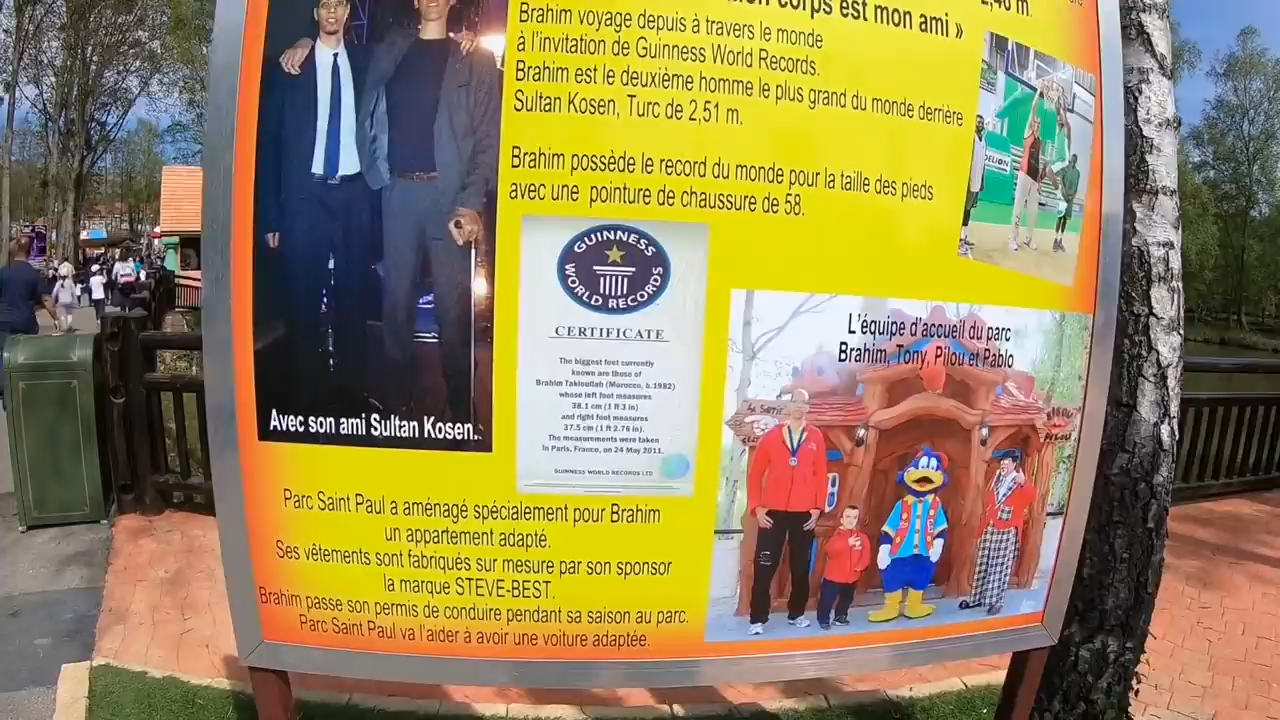 corps est mon ami »
2,46 m.
Brahim voyage depuis à travers le monde
à l'invitation de Guinness World Records.
Brahim est le deuxième homme le plus grand du monde derrière
Sultan Kosen, Turc de 2,51 m.
Brahim possède le record du monde pour la taille des pieds
avec une pointure de chaussure de 58.
DELION
GUINNESS
WORLD RECORDS
CERTIFICATE
The biggest feet currently
known are those of
Brahim Takioullah (Morocco, b.1982)
whose left foot measures
38.1 cm (1 ft 3 in)
and right foot measures
37.5 cm (1 ft 2.76 in).
The measurements were taken
in Paris, France, on 24 May 2011.
GUINNESS WORLD RECORDS LTD
Avec son ami Sultan Kosen.
L'équipe d'accueil du parc
Brahim, Tony, Pilou et Pablo
Parc Saint Paul a aménagé spécialement pour Brahim
un appartement adapté.
Ses vêtements sont fabriqués sur mesure par son sponsor
la marque STEVE-BEST.
Brahim passe son permis de conduire pendant sa saison au parc.
Parc Saint Paul va l'aider à avoir une voiture adaptée.